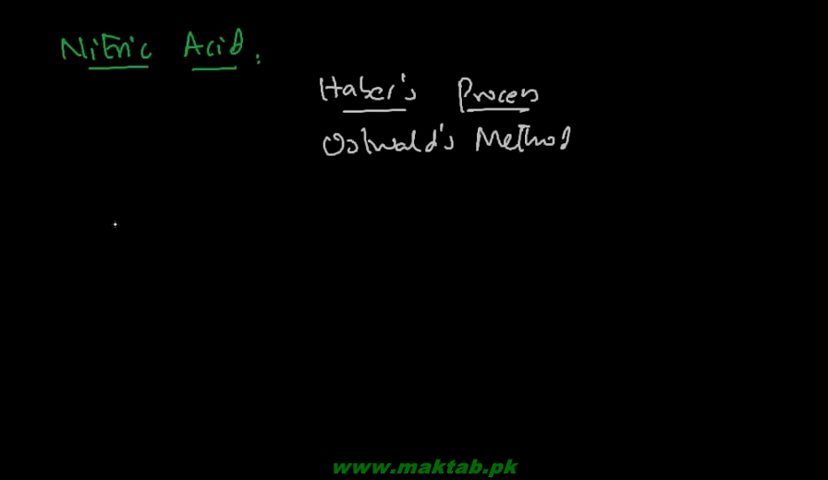 Nitric Acid.
Haber's Process
Ostwald's Method
www.maktab.pk